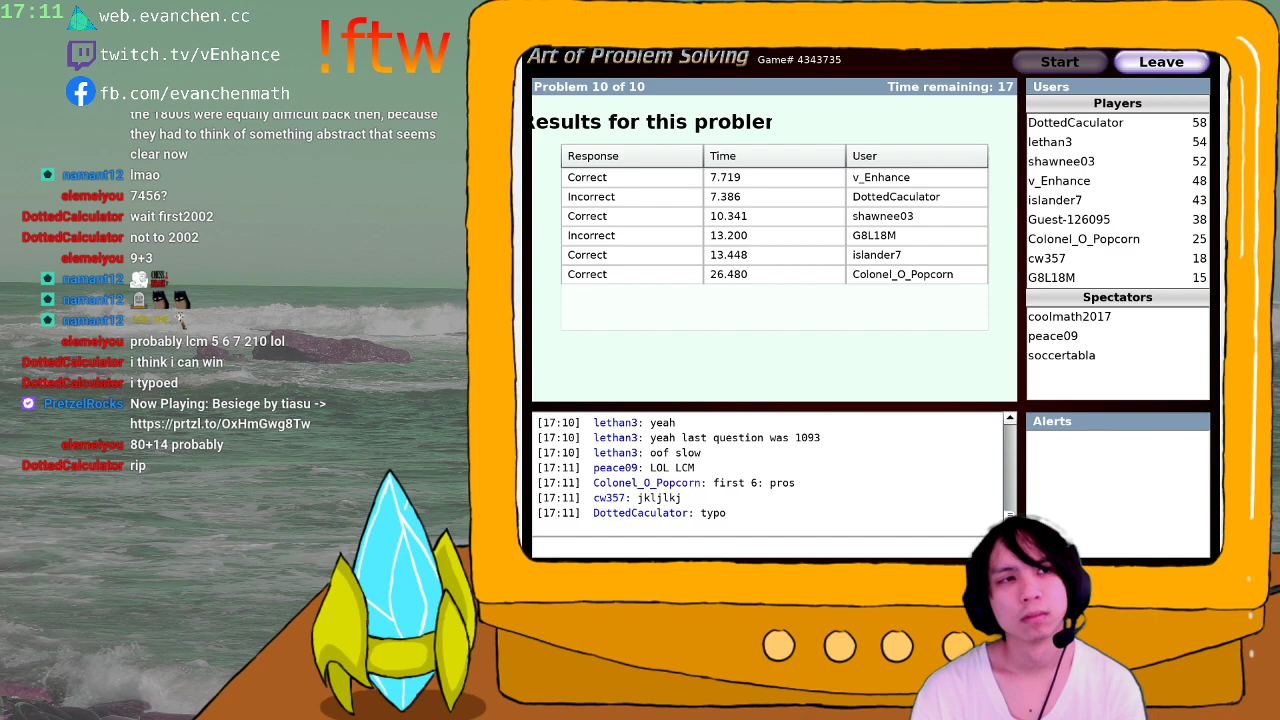 17:11
web.evanchen.cc
twitch.tv/vEnhance
fb.com/evanchenmath
!ftw
the 1800s were equally difficult back then, because
they had to think of something abstract that seems
clear now
namant12 lmao
elemeiyou 7456?
DottedCalculator wait first2002
DottedCalculator not to 2002
elemeiyou 9+3
namant12
namant12
namant12
elemeiyou probably lcm 5 6 7 210 lol
DottedCalculator i think i can win
DottedCalculator i typoed
PretzelRocks Now Playing: Besiege by tiasu ->
https://prtzl.to/OxHmGwg8Tw
elemeiyou 80+14 probably
DottedCalculator rip
Art of Problem Solving Game# 4343735
Start Leave
Problem 10 of 10 Time remaining: 17
Results for this problem
Response Time User
Correct 7.719 v_Enhance
Incorrect 7.386 DottedCaculator
Correct 10.341 shawnee03
Incorrect 13.200 G8L18M
Correct 13.448 islander7
Correct 26.480 Colonel_O_Popcorn
[17:10] lethan3: yeah
[17:10] lethan3: yeah last question was 1093
[17:10] lethan3: oof slow
[17:11] peace09: LOL LCM
[17:11] Colonel_O_Popcorn: first 6: pros
[17:11] cw357: jkljlkj
[17:11] DottedCaculator: typo
Users
Players
DottedCaculator 58
lethan3 54
shawnee03 52
v_Enhance 48
islander7 43
Guest-126095 38
Colonel_O_Popcorn 25
cw357 18
G8L18M 15
Spectators
coolmath2017
peace09
soccertabla
Alerts